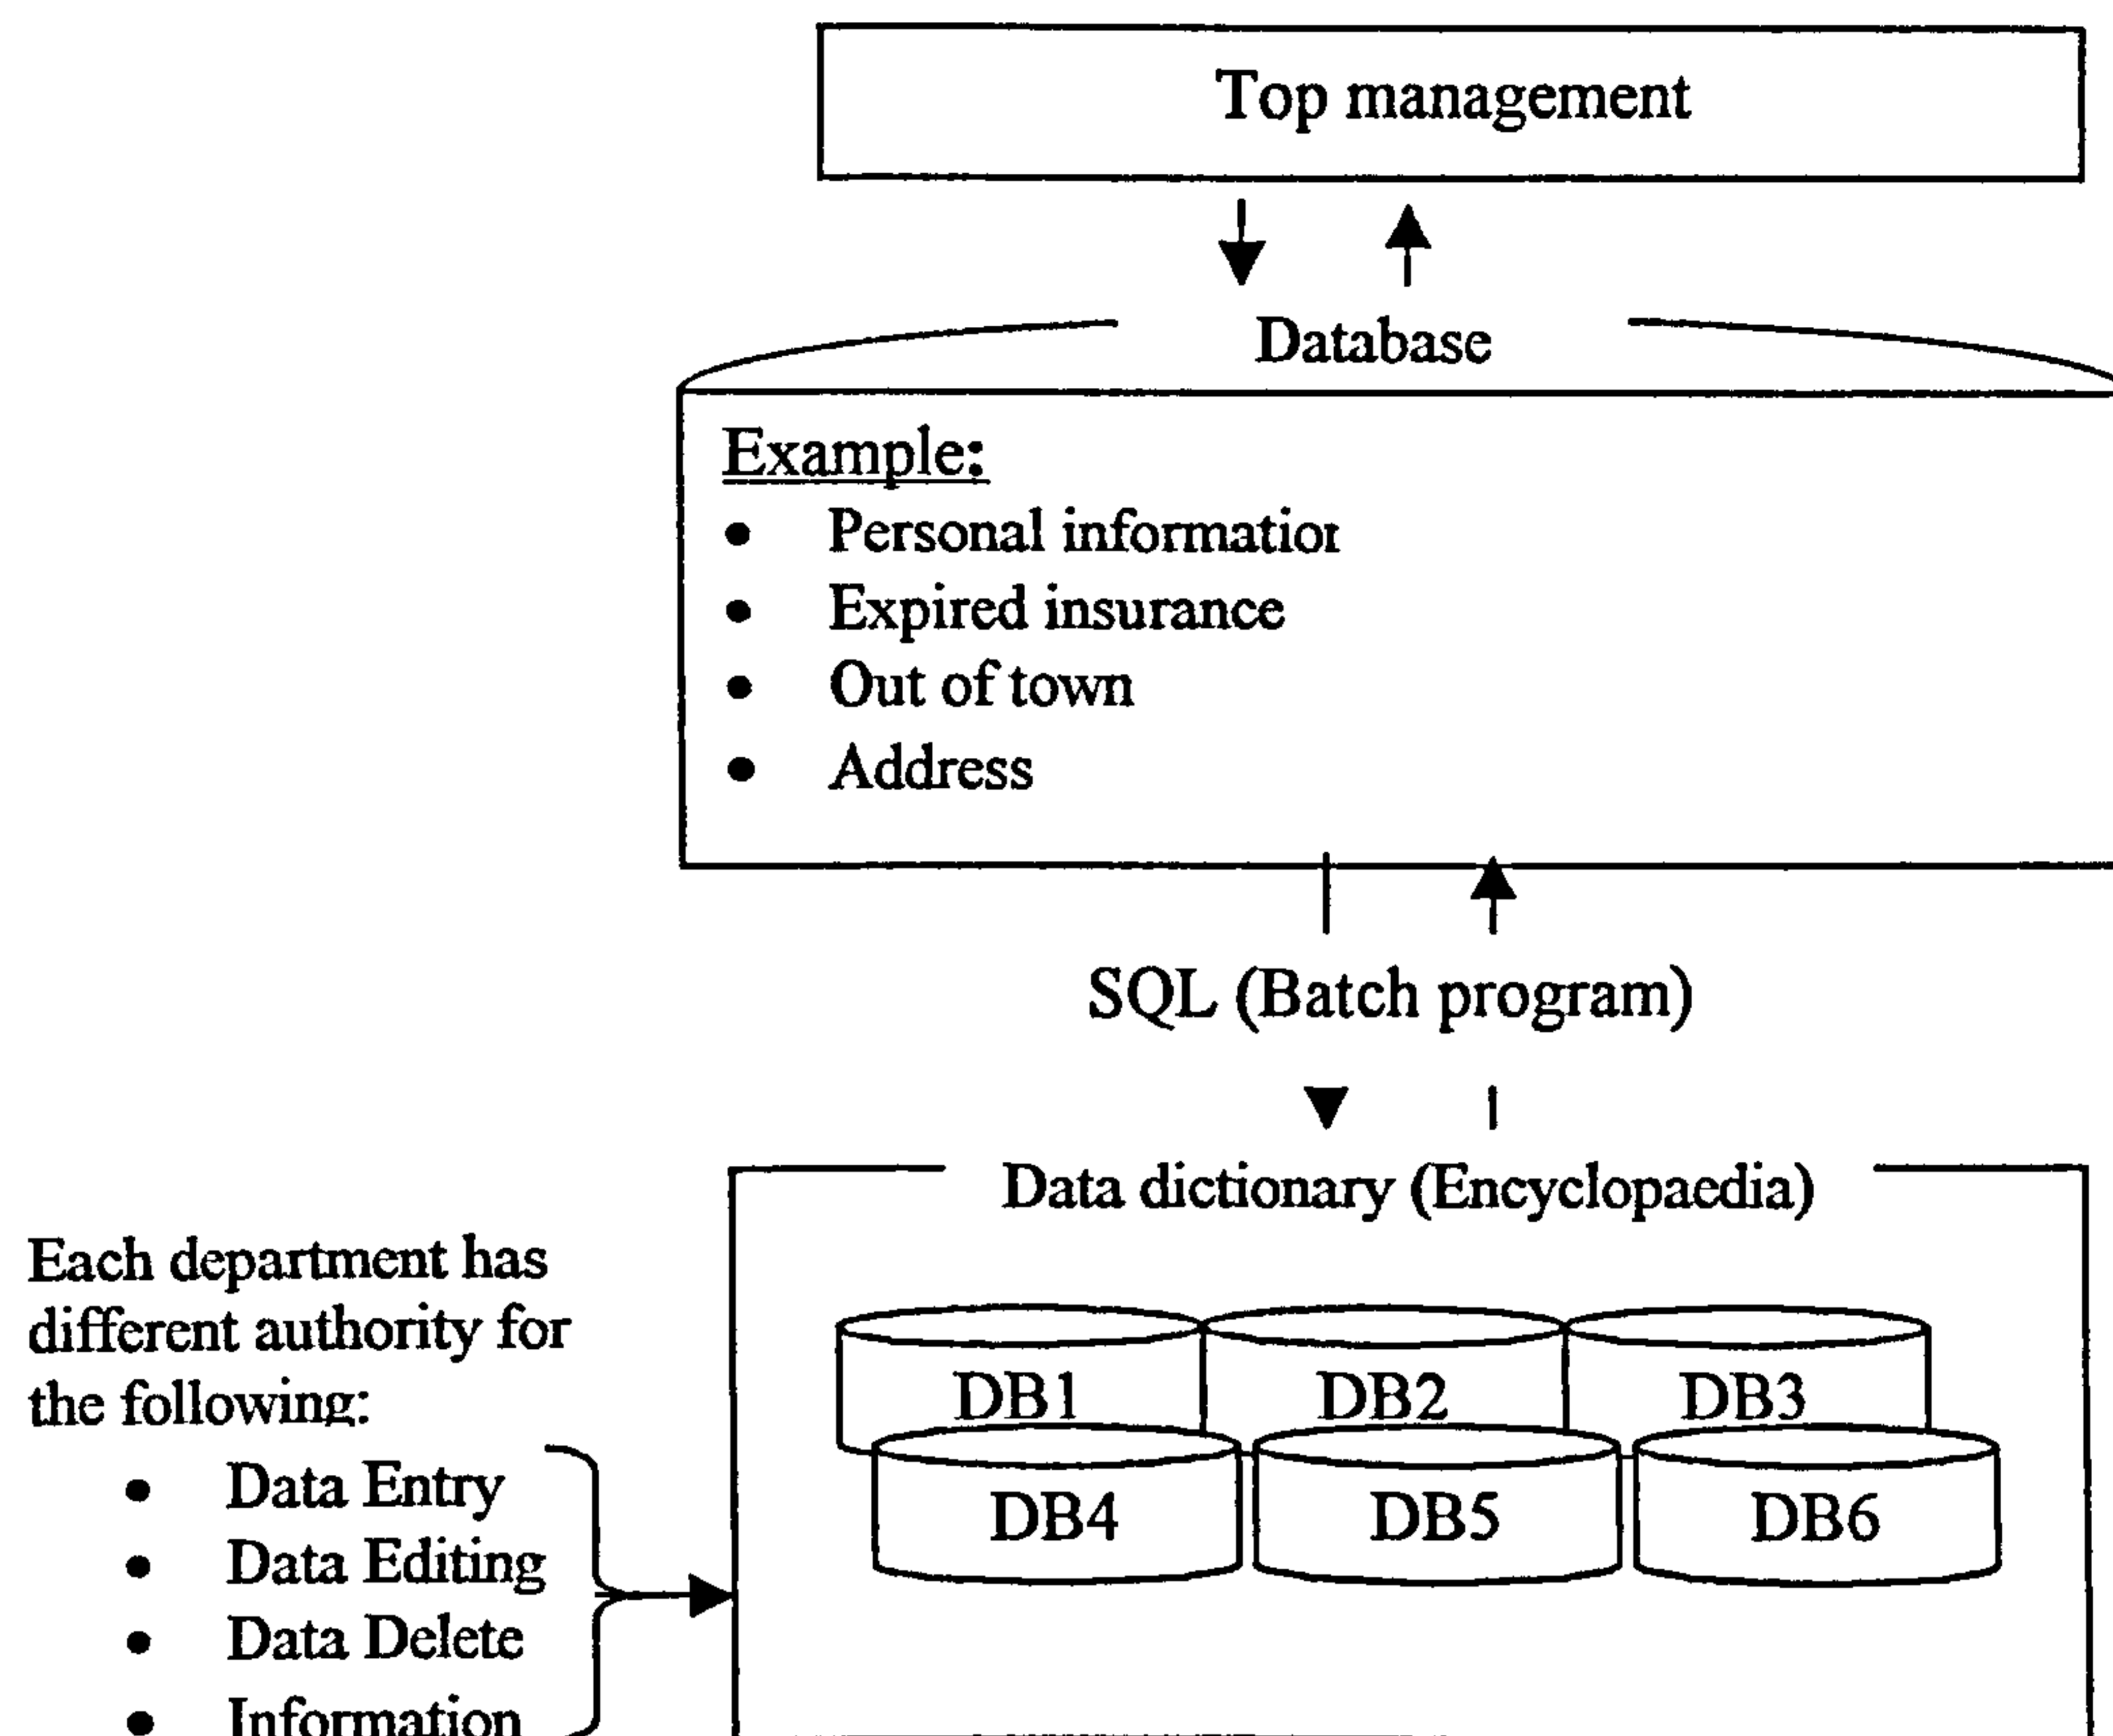 Top management
Database
Example:
• Personal information
• Expired insurance
• Out of town
• Address
SQL (Batch program)
Data dictionary (Encyclopaedia)
Each department has
different authority for
the following:
• Data Entry
• Data Editing
• Data Delete
• Information
DB1 DB2 DB3
DB4 DB5 DB6